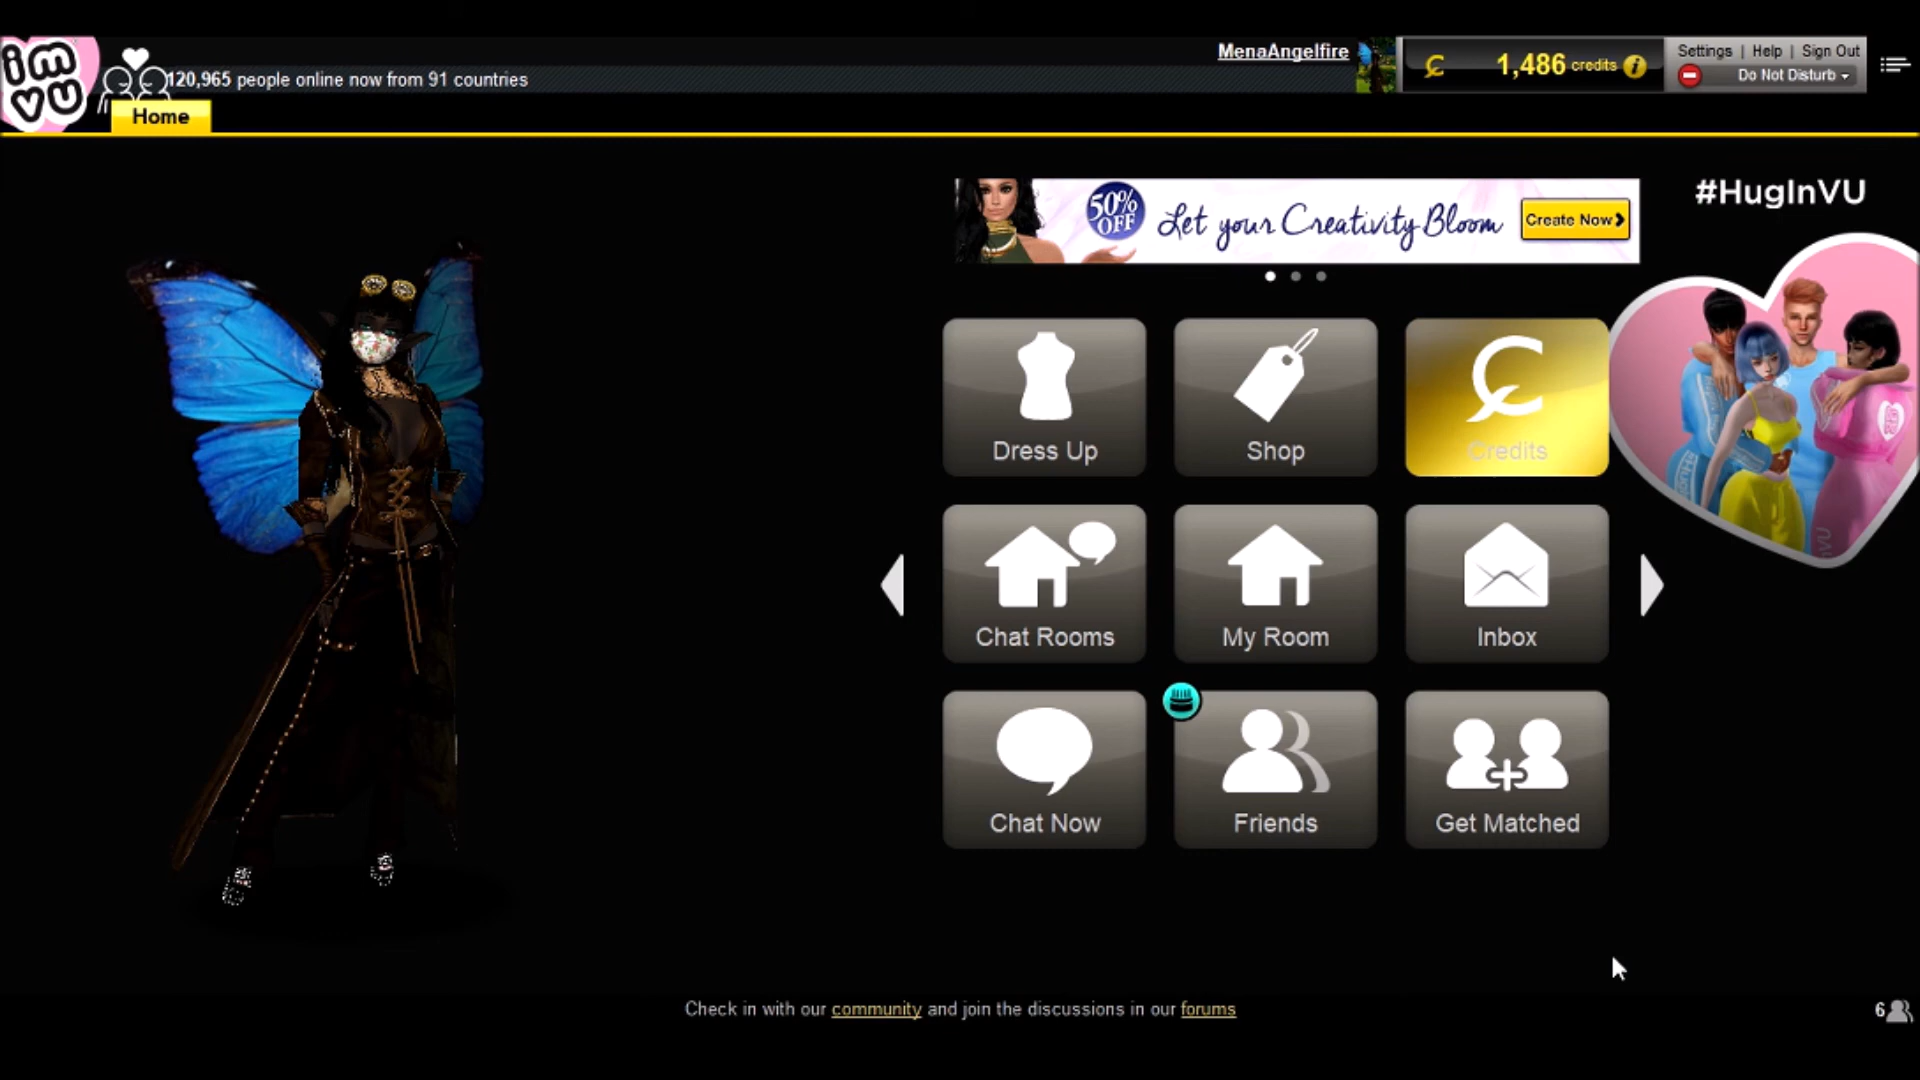 im
vu
120,965 people online now from 91 countries
MenaAngelfire
1,486 credits
Settings | Help | Sign Out
Do Not Disturb
Home
50%
OFF
Let your Creativity Bloom
Create Now
#HugInVU
Dress Up
Shop
Credits
Chat Rooms
My Room
Inbox
Chat Now
Friends
Get Matched
Check in with our community and join the discussions in our forums
6